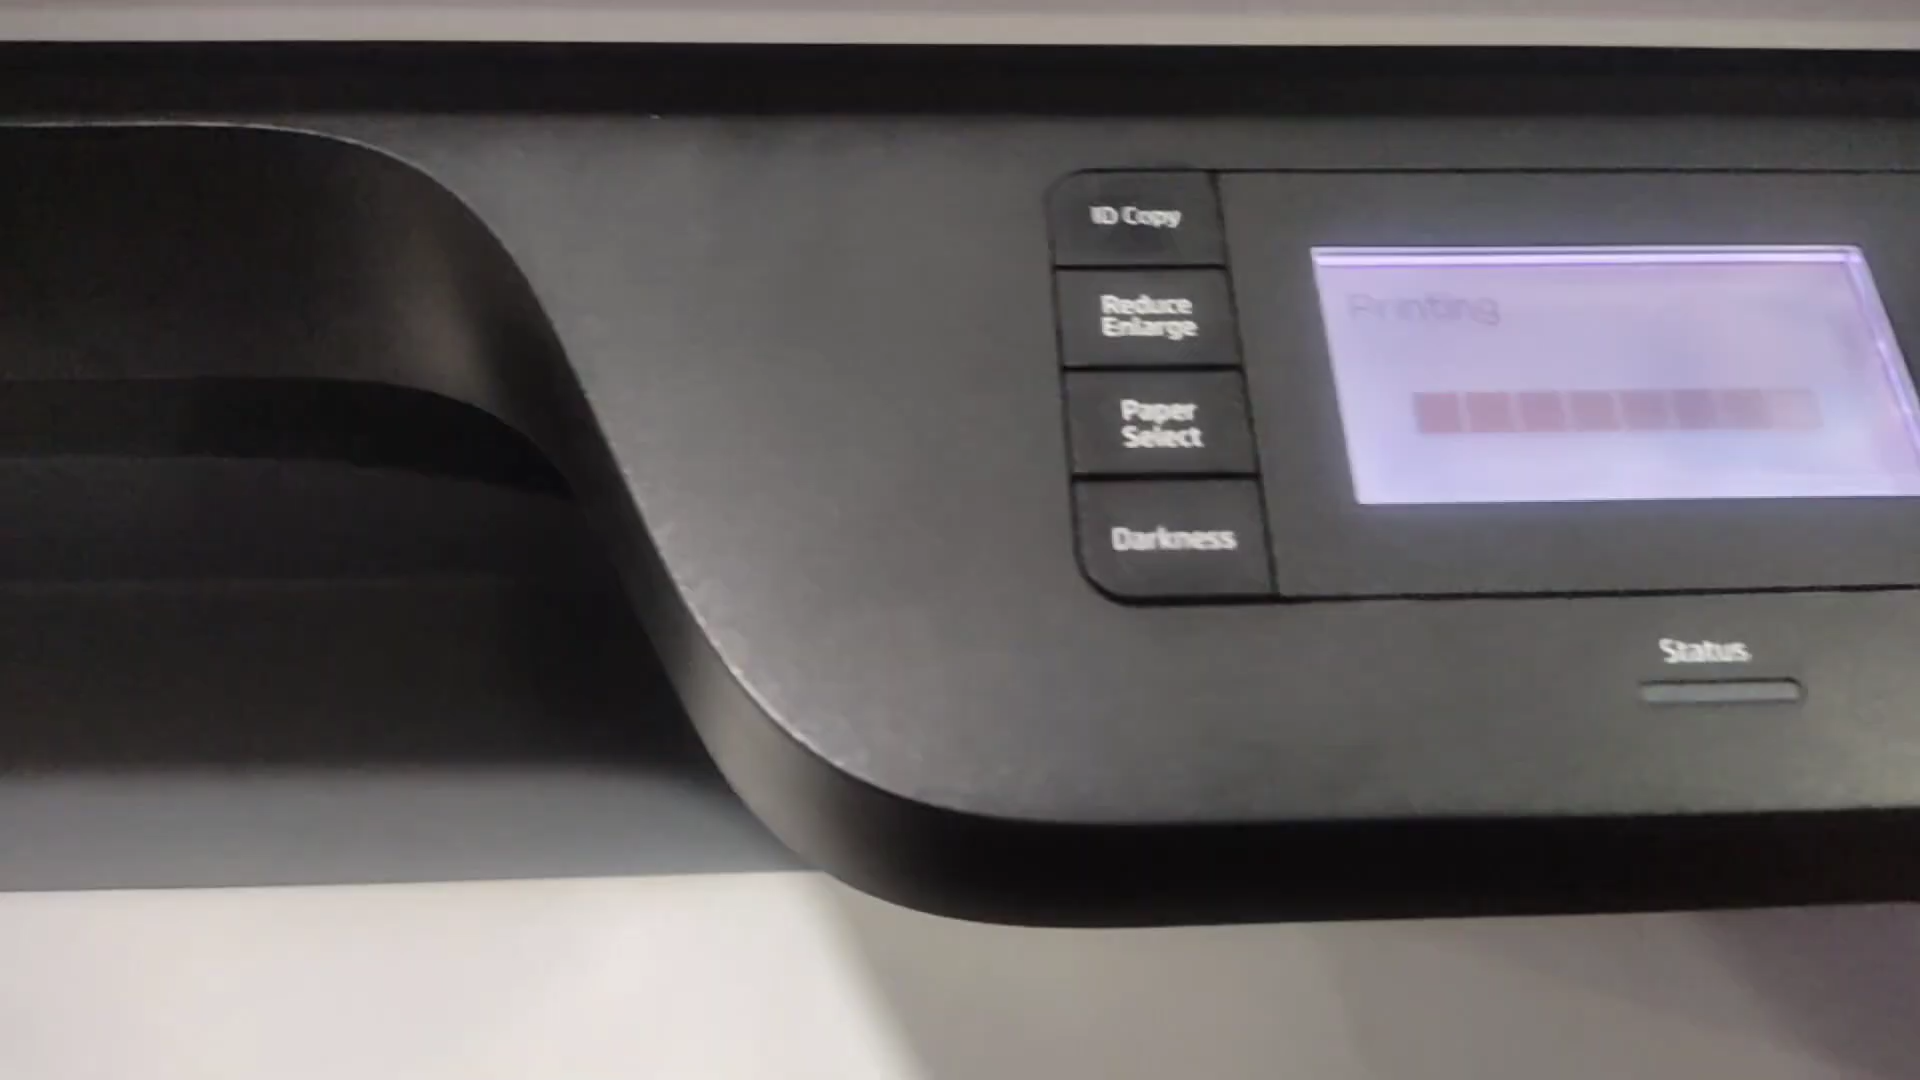 ID Copy
Reduce
Enlarge
Paper
Select
Darkness
Printing
Status